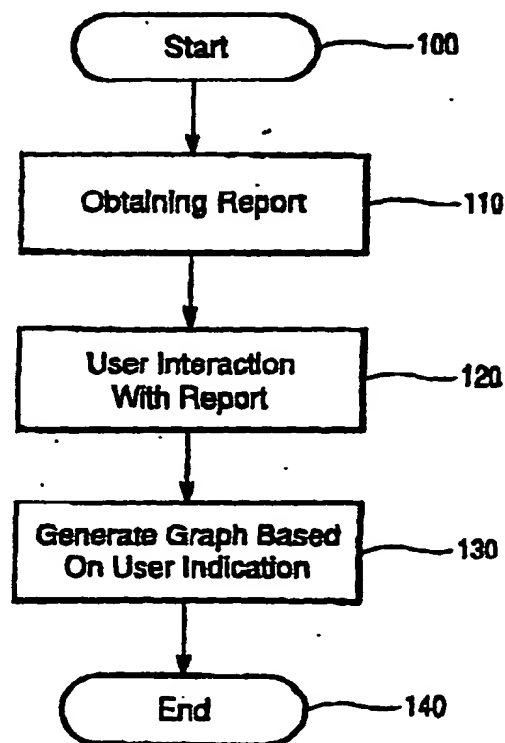 Start
100
Obtaining Report
110
User Interaction
With Report
120
Generate Graph Based
On User Indication
130
End
140